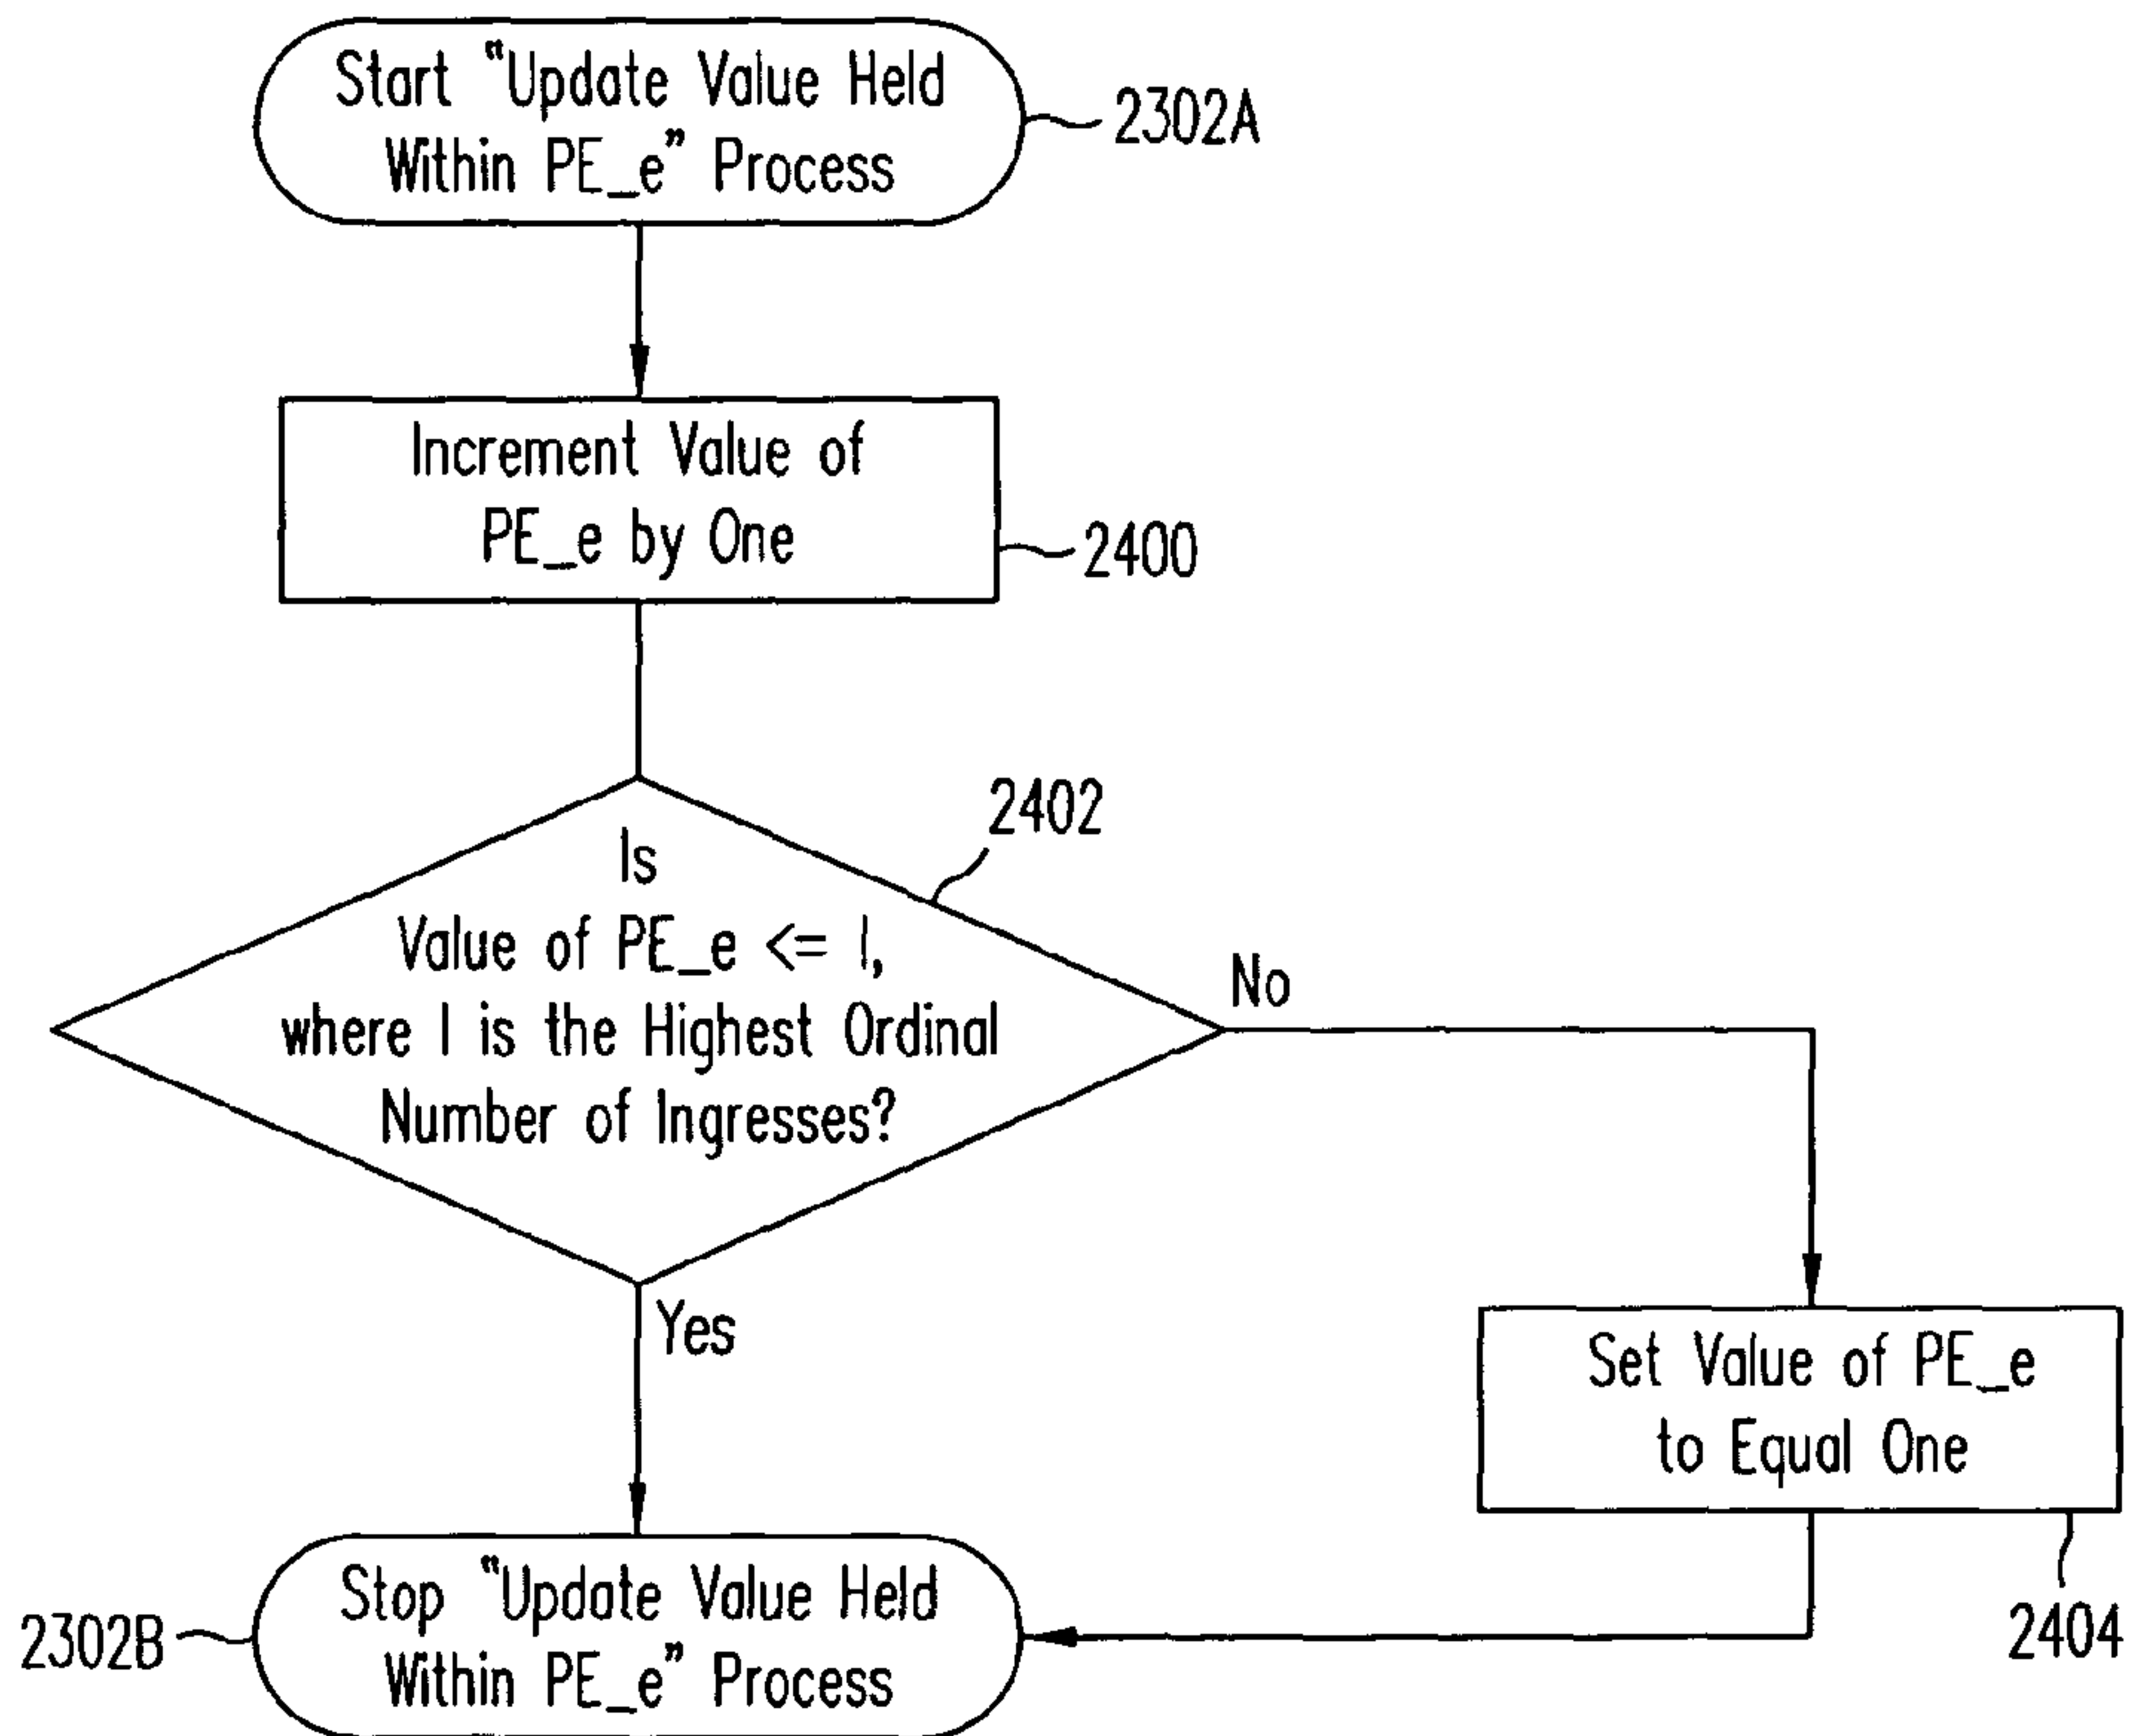 Start "Update Value Held
Within PE_e" Process
2302A
Increment Value of
PE_e by One
2400
2402
Is
Value of PE_e <= I,
where I is the Highest Ordinal
Number of Ingresses?
No
Yes
Set Value of PE_e
to Equal One
2404
Stop "Update Value Held
Within PE_e" Process
2302B